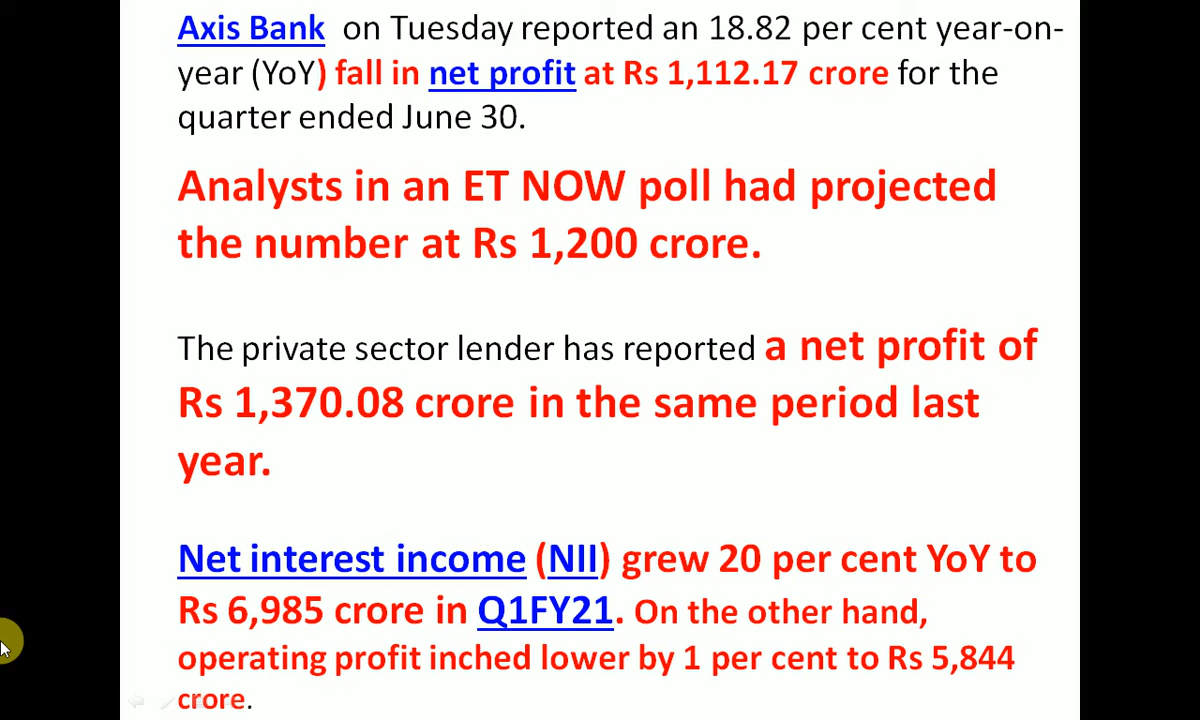 Axis Bank on Tuesday reported an 18.82 per cent year-on-
year (YoY) fall in net profit at Rs 1,112.17 crore for the
quarter ended June 30.
Analysts in an ET NOW poll had projected
the number at Rs 1,200 crore.
The private sector lender has reported a net profit of
Rs 1,370.08 crore in the same period last
year.
Net interest income (NII) grew 20 per cent YoY to
Rs 6,985 crore in Q1FY21. On the other hand,
operating profit inched lower by 1 per cent to Rs 5,844
crore.